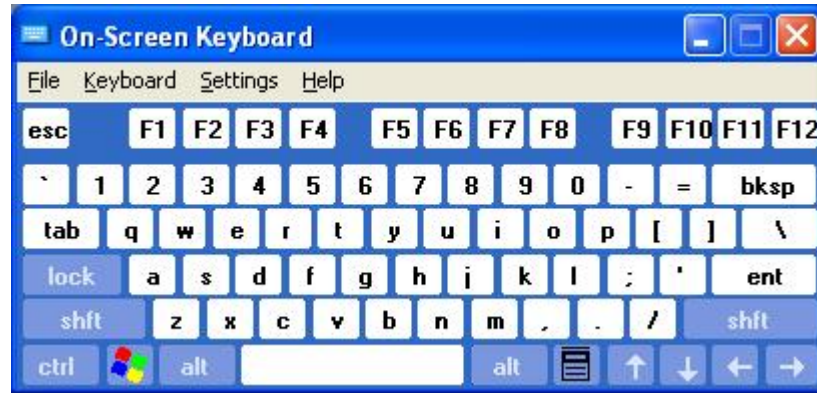 On-Screen Keyboard
File Keyboard Settings Help
esc F1 F2 F3 F4 F5 F6 F7 F8 F9 F10 F11 F12
` 1 2 3 4 5 6 7 8 9 0 - = bksp
tab q w e r t y u i o p [ ] \
lock a s d f g h j k l ; ' ent
shft z x c v b n m , . / shft
ctrl alt alt ↑ ↓ ← →